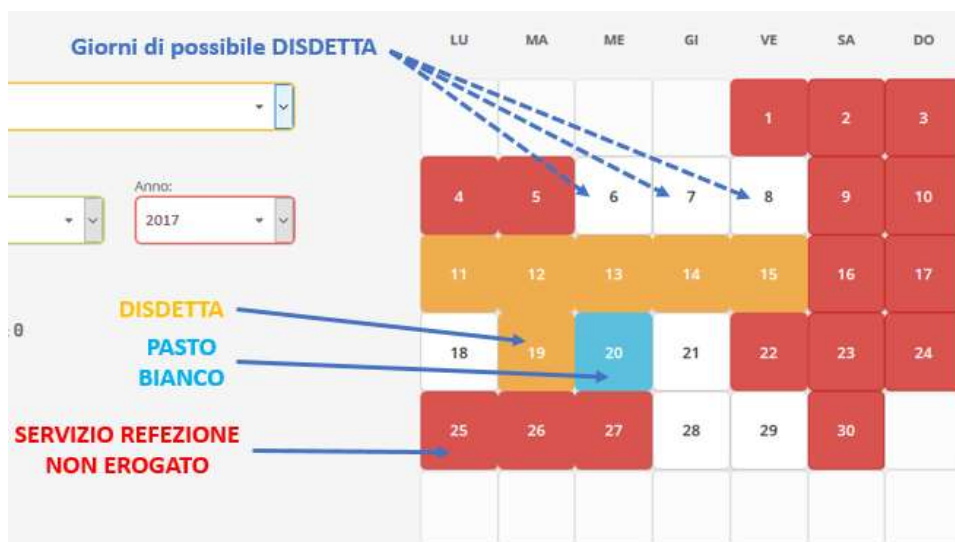 Giorni di possibile DISDETTA
LU MA ME GI VE SA DO
1 2 3
Anno:
2017
4 5 6 7 8 9 10
11 12 13 14 15 16 17
DISDETTA
0
PASTO
BIANCO
18 19 20 21 22 23 24
SERVIZIO REFEZIONE
NON EROGATO
25 26 27 28 29 30